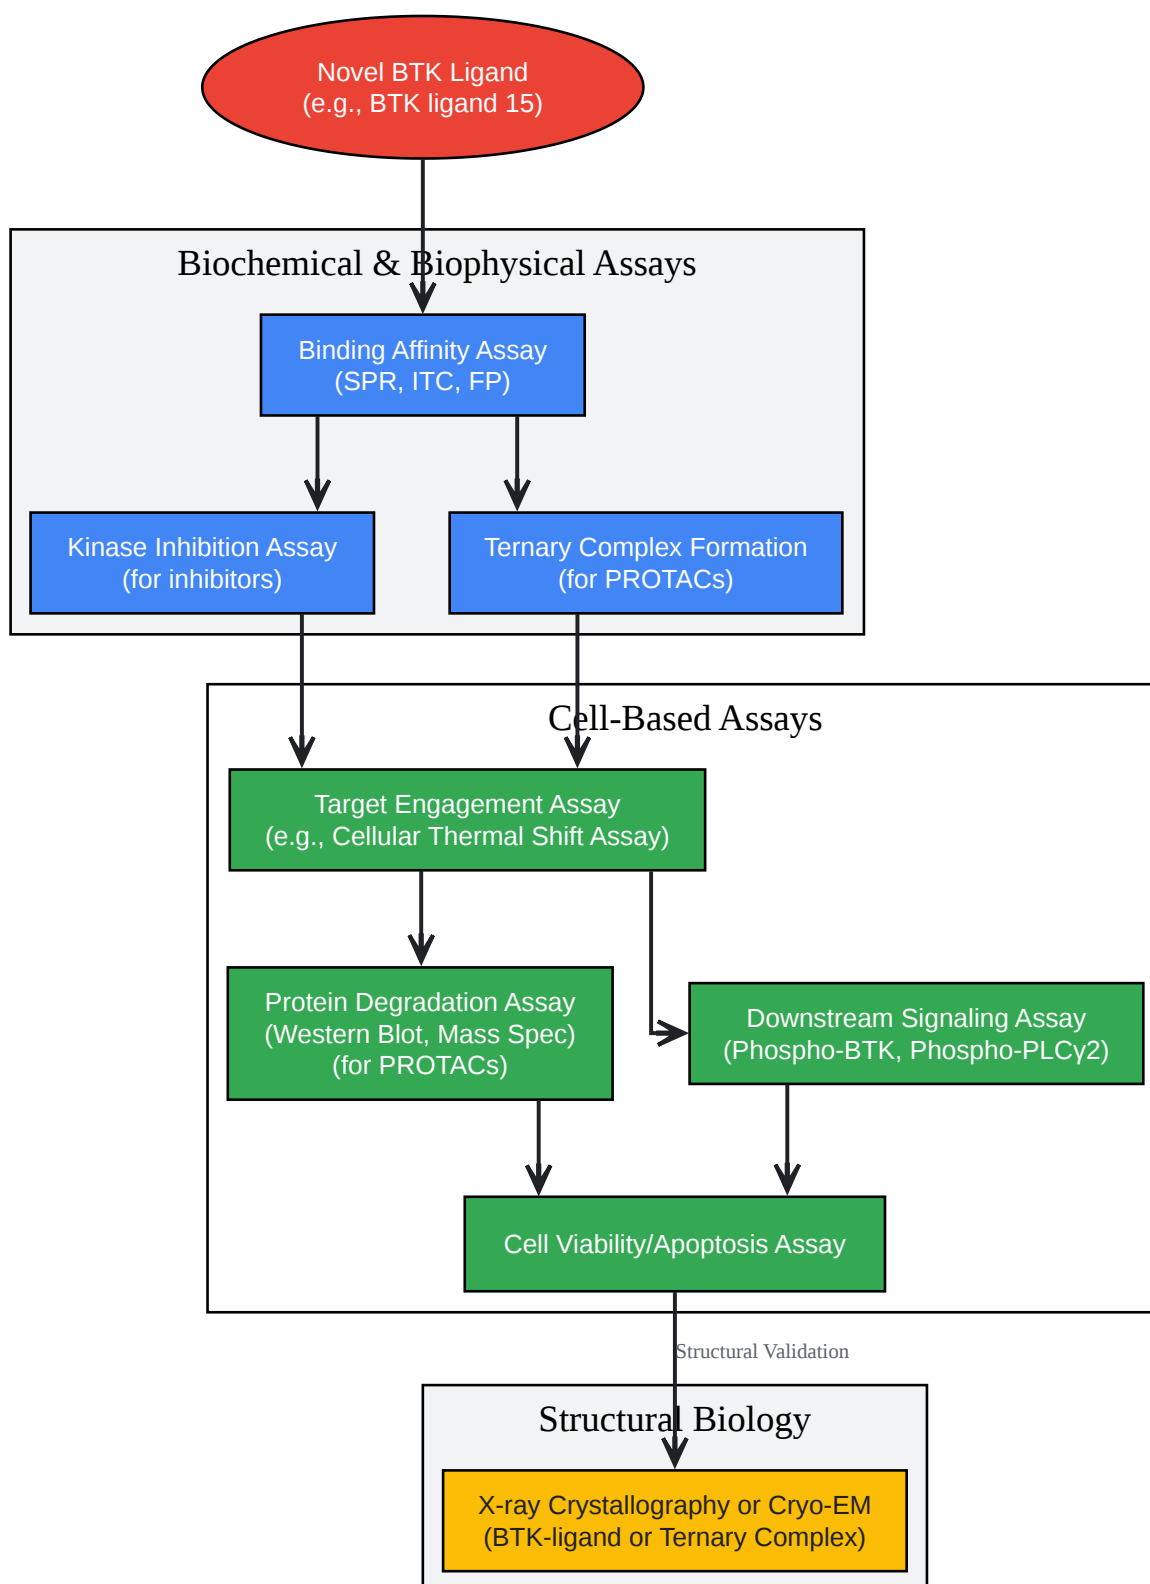 Novel BTK Ligand
(e.g., BTK ligand 15)
Biochemical & Biophysical Assays
Binding Affinity Assay
(SPR, ITC, FP)
Kinase Inhibition Assay
(for inhibitors)
Ternary Complex Formation
(for PROTACs)
Cell-Based Assays
Target Engagement Assay
(e.g., Cellular Thermal Shift Assay)
Protein Degradation Assay
(Western Blot, Mass Spec)
(for PROTACs)
Downstream Signaling Assay
(Phospho-BTK, Phospho-PLCγ2)
Cell Viability/Apoptosis Assay
Structural Validation
Structural Biology
X-ray Crystallography or Cryo-EM
(BTK-ligand or Ternary Complex)